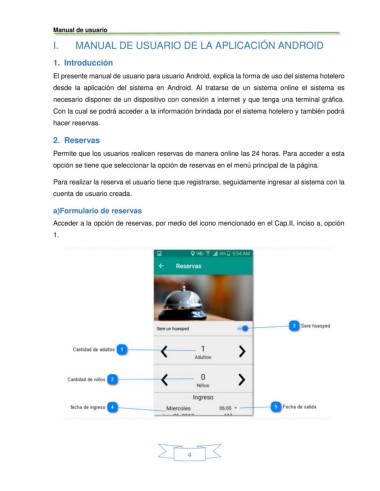 Manual de usuario
I. MANUAL DE USUARIO DE LA APLICACIÓN ANDROID
1. Introducción
El presente manual de usuario para usuario Android, explica la forma de uso del sistema hotelero
desde la aplicación del sistema en Android. Al tratarse de un sistema online el sistema es
necesario disponer de un dispositivo con conexión a internet y que tenga una terminal gráfica.
Con la cual se podrá acceder a la información brindada por el sistema hotelero y también podrá
hacer reservas.
2. Reservas
Permite que los usuarios realicen reservas de manera online las 24 horas. Para acceder a esta
opción se tiene que seleccionar la opción de reservas en el menú principal de la página.
Para realizar la reserva el usuario tiene que registrarse, seguidamente ingresar al sistema con la
cuenta de usuario creada.
a)Formulario de reservas
Acceder a la opción de reservas, por medio del icono mencionado en el Cap.II, inciso a, opción
1.
5:54 AM
← Reservas
Sere un huesped
3 Sere huesped
Cantidad de adultos 1
1
Adultos
Cantidad de niños 2
0
Niños
Ingreso
fecha de ingreso 4
Miercoles 06:00
5 Fecha de salida
4